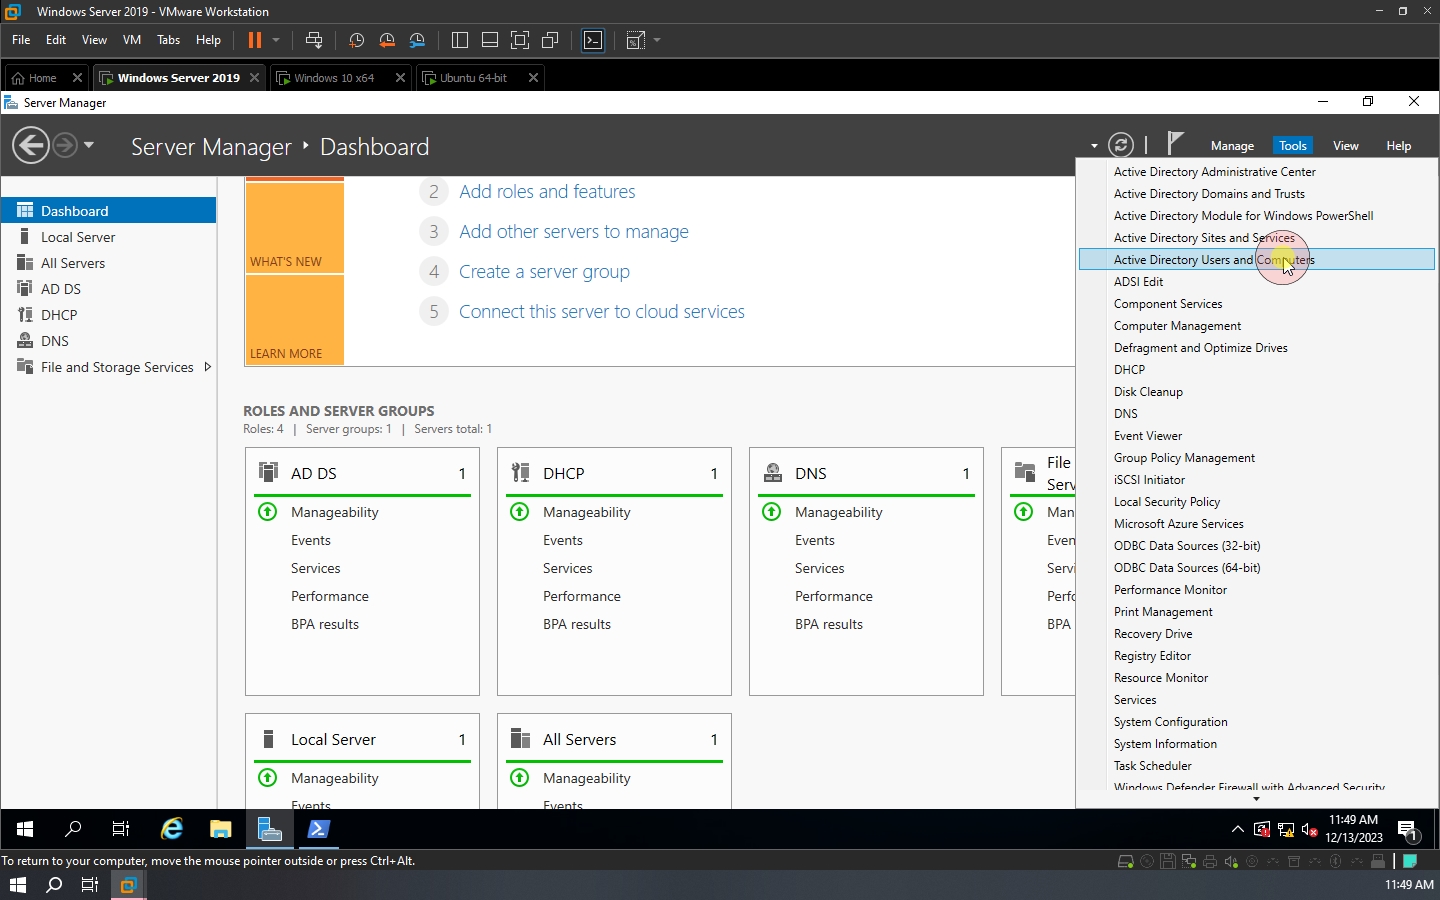 Windows Server 2019 - VMware Workstation
File Edit View VM Tabs Help
Home Windows Server 2019 Windows 10 x64 Ubuntu 64-bit
Server Manager
Server Manager Dashboard
Manage Tools View Help
Dashboard
Local Server
All Servers
AD DS
DHCP
DNS
File and Storage Services
WHAT'S NEW
LEARN MORE
2 Add roles and features
3 Add other servers to manage
4 Create a server group
5 Connect this server to cloud services
ROLES AND SERVER GROUPS
Roles: 4 | Server groups: 1 | Servers total: 1
AD DS 1
Manageability
Events
Services
Performance
BPA results
DHCP 1
Manageability
Events
Services
Performance
BPA results
DNS 1
Manageability
Events
Services
Performance
BPA results
File
Serv
Man
Even
Servi
Perfo
BPA
Local Server 1
Manageability
Events
All Servers 1
Manageability
Events
Active Directory Administrative Center
Active Directory Domains and Trusts
Active Directory Module for Windows PowerShell
Active Directory Sites and Services
Active Directory Users and Computers
ADSI Edit
Component Services
Computer Management
Defragment and Optimize Drives
DHCP
Disk Cleanup
DNS
Event Viewer
Group Policy Management
iSCSI Initiator
Local Security Policy
Microsoft Azure Services
ODBC Data Sources (32-bit)
ODBC Data Sources (64-bit)
Performance Monitor
Print Management
Recovery Drive
Registry Editor
Resource Monitor
Services
System Configuration
System Information
Task Scheduler
Windows Defender Firewall with Advanced Security
11:49 AM
12/13/2023
1
To return to your computer, move the mouse pointer outside or press Ctrl+Alt.
11:49 AM